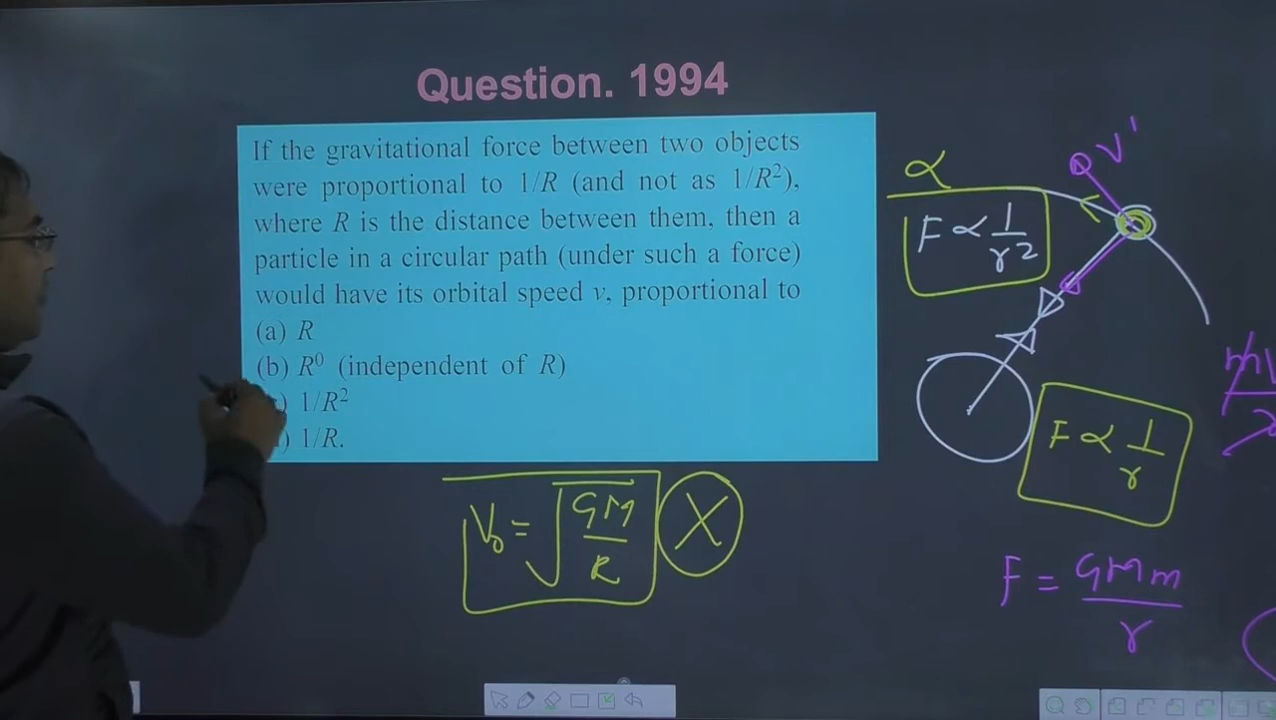 Question. 1994
If the gravitational force between two objects
were proportional to 1/R (and not as 1/R²),
where R is the distance between them, then a
particle in a circular path (under such a force)
would have its orbital speed v, proportional to
(a) R
(b) R⁰ (independent of R)
) 1/R²
) 1/R.
V₀ = √(GM/R)
X
α
F ∝ 1/r²
V'
F ∝ 1/r
F = GMm/r